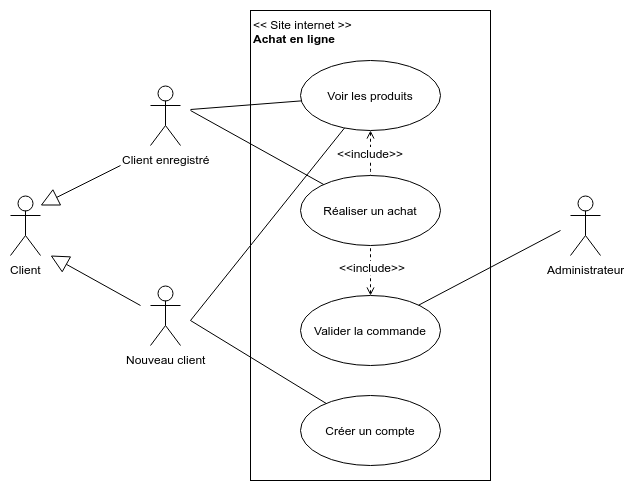 << Site internet >>
Achat en ligne
Voir les produits
Client enregistré
<<include>>
Réaliser un achat
Client
<<include>>
Administrateur
Valider la commande
Nouveau client
Créer un compte